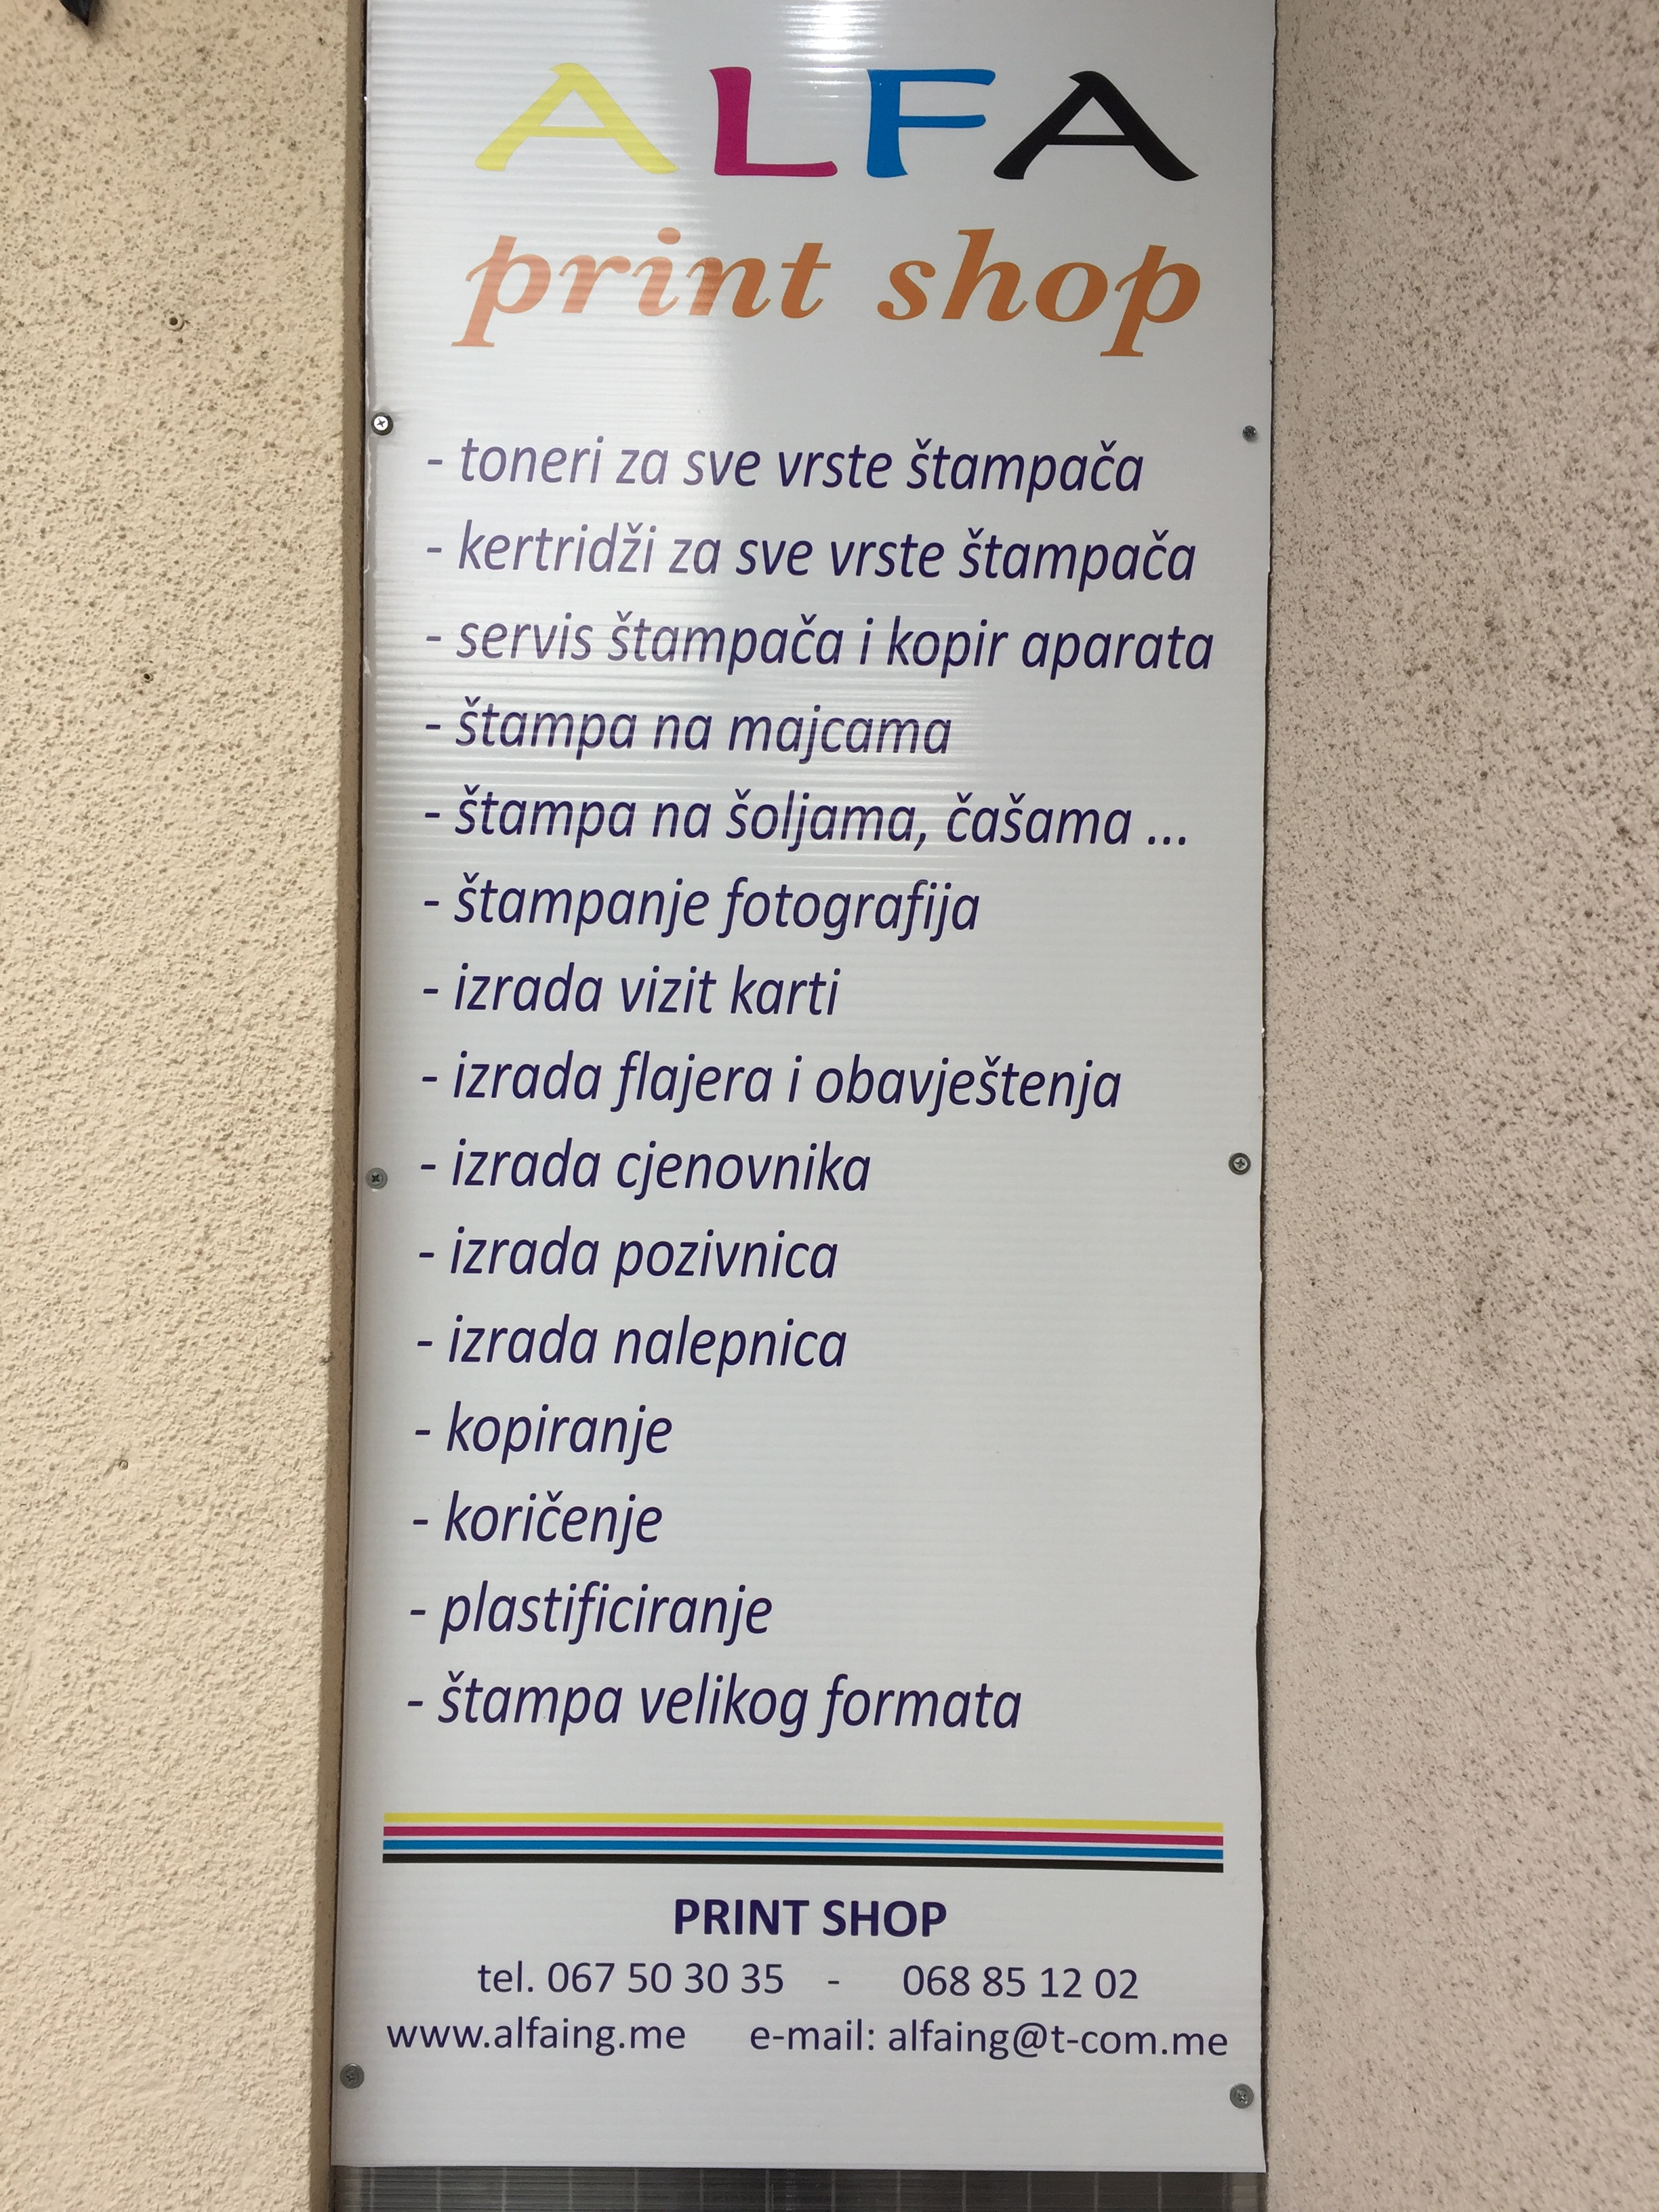 ALFA
print shop
- toneri za sve vrste štampača
- kertridži za sve vrste štampača
- servis štampača i kopir aparata
- štampa na majcama
- štampa na šoljama, čašama ...
- štampanje fotografija
- izrada vizit karti
- izrada flajera i obavještenja
- izrada cjenovnika
- izrada pozivnica
- izrada nalepnica
- kopiranje
- koričenje
- plastificiranje
- štampa velikog formata
PRINT SHOP
tel. 067 50 30 35 - 068 85 12 02
www.alfaing.me e-mail: alfaing@t-com.me